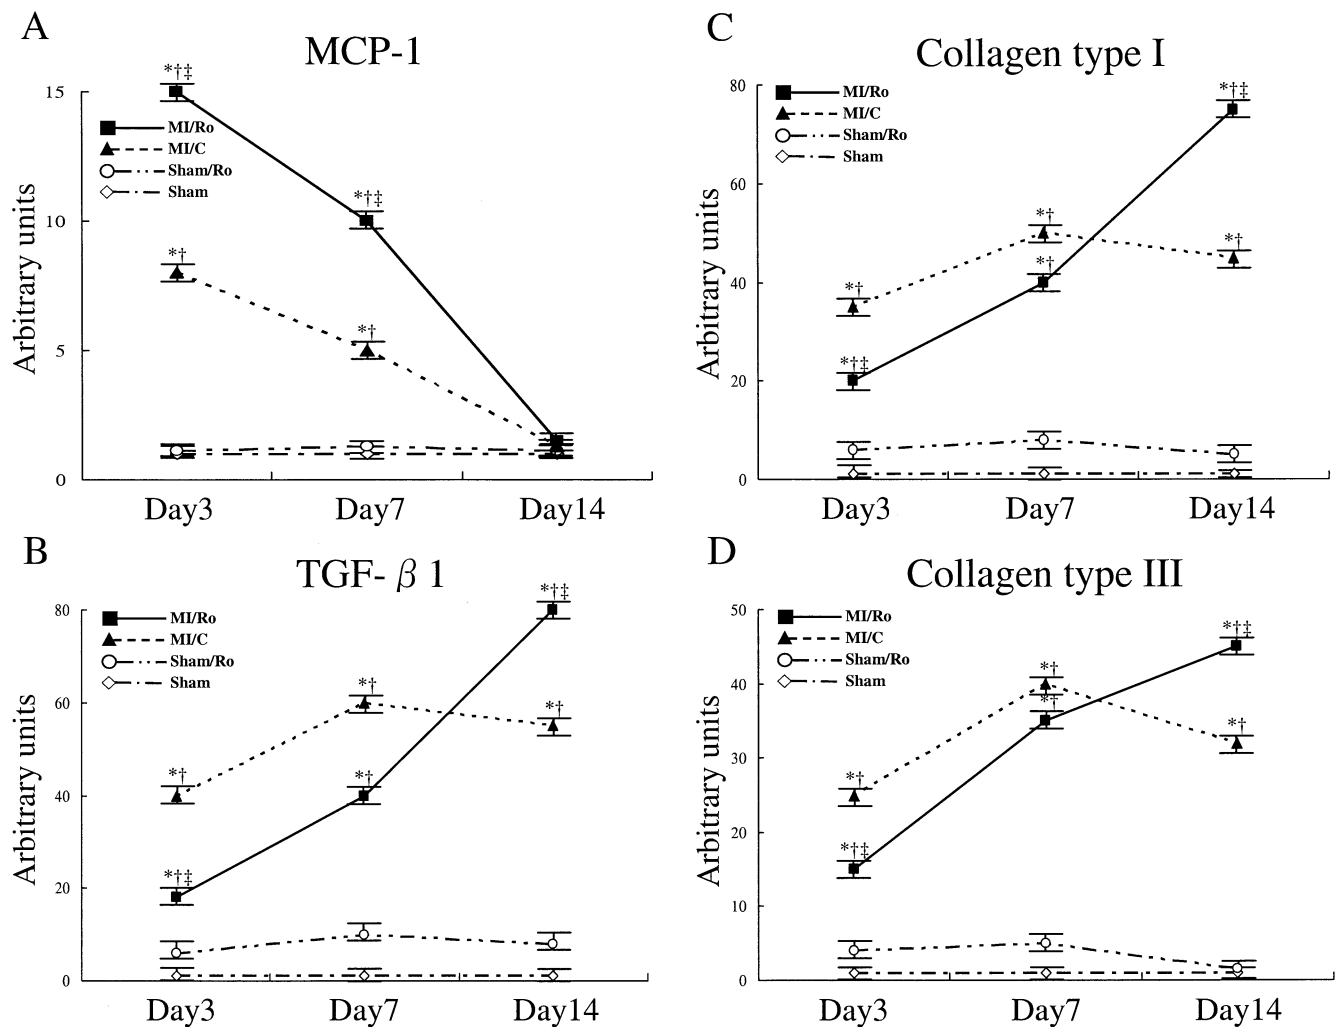 A
MCP-1
Arbitrary units
15
10
5
0
*†‡
*†‡
*†
*†
MI/Ro
MI/C
Sham/Ro
Sham
Day3 Day7 Day14
B
TGF-β1
Arbitrary units
80
60
40
20
0
MI/Ro
MI/C
Sham/Ro
Sham
*†‡
*†
*†
*†
*†
*†‡
Day3 Day7 Day14
C
Collagen type I
Arbitrary units
80
60
40
20
0
MI/Ro
MI/C
Sham/Ro
Sham
*†‡
*†
*†
*†
*†
*†‡
Day3 Day7 Day14
D
Collagen type III
Arbitrary units
50
40
30
20
10
0
MI/Ro
MI/C
Sham/Ro
Sham
*†‡
*†
*†
*†
*†
*†‡
Day3 Day7 Day14